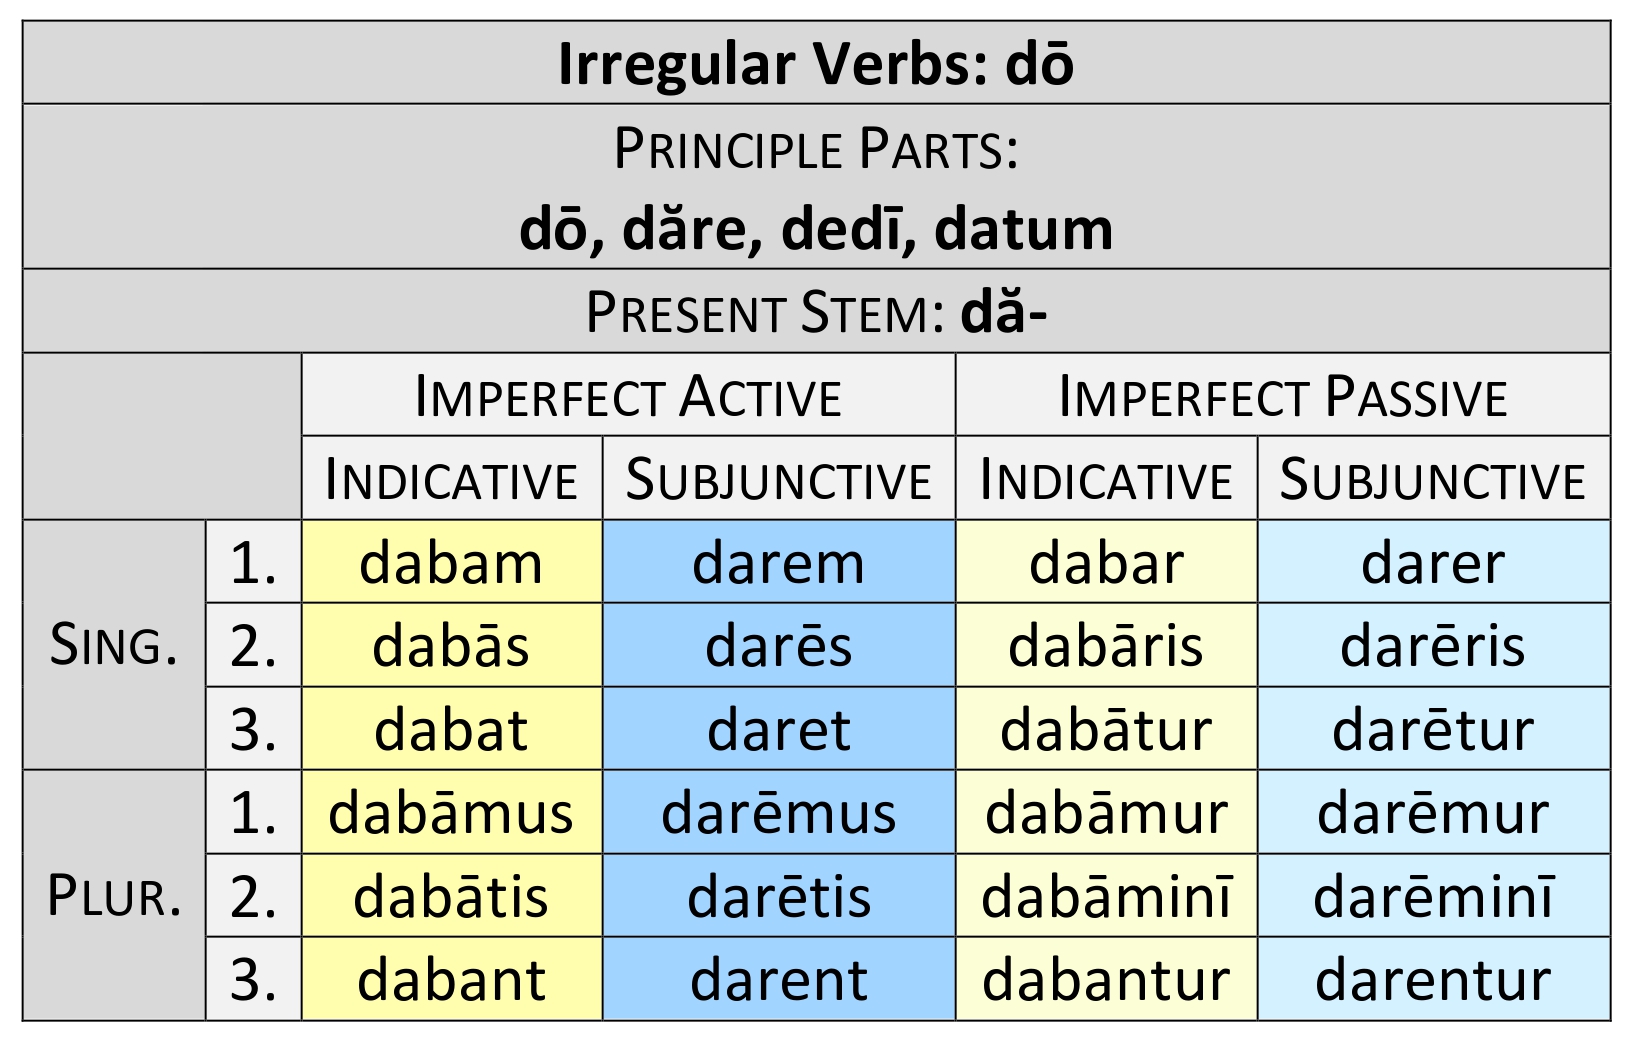 Irregular Verbs: dō
PRINCIPLE PARTS:
dō, dăre, dedī, datum
PRESENT STEM: dă-
IMPERFECT ACTIVE IMPERFECT PASSIVE
INDICATIVE SUBJUNCTIVE INDICATIVE SUBJUNCTIVE
SING. 1. dabam darem dabar darer
2. dabās darēs dabāris darēris
3. dabat daret dabātur darētur
PLUR. 1. dabāmus darēmus dabāmur darēmur
2. dabātis darētis dabāminī darēminī
3. dabant darent dabantur darentur